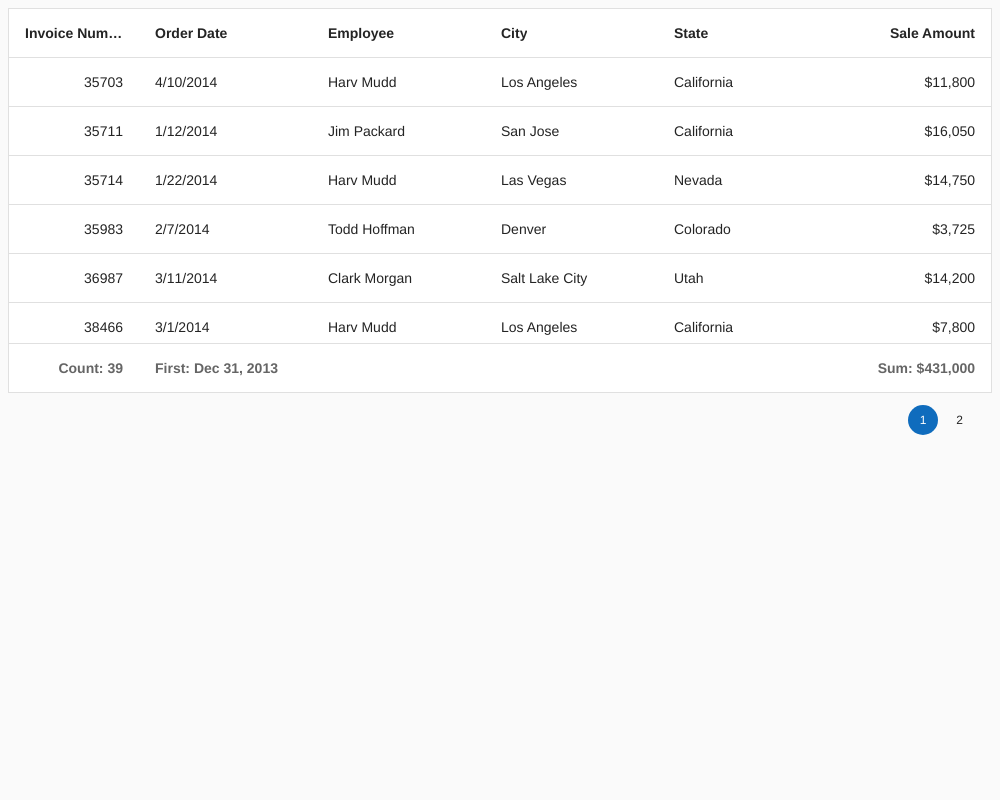 Invoice Num… Order Date Employee City State Sale Amount
35703 4/10/2014 Harv Mudd Los Angeles California $11,800
35711 1/12/2014 Jim Packard San Jose California $16,050
35714 1/22/2014 Harv Mudd Las Vegas Nevada $14,750
35983 2/7/2014 Todd Hoffman Denver Colorado $3,725
36987 3/11/2014 Clark Morgan Salt Lake City Utah $14,200
38466 3/1/2014 Harv Mudd Los Angeles California $7,800
Count: 39 First: Dec 31, 2013 Sum: $431,000
1 2